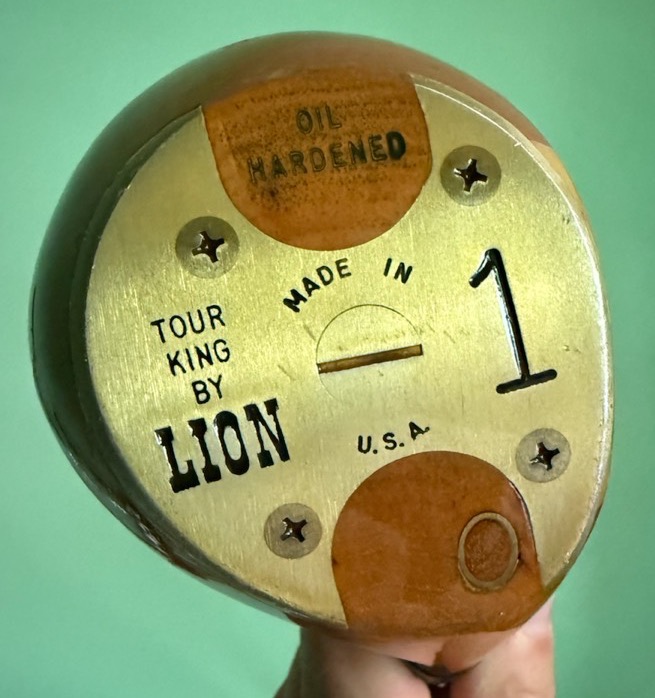 OIL
HARDENED
MADE IN
U.S.A.
TOUR
KING
BY
LION
1